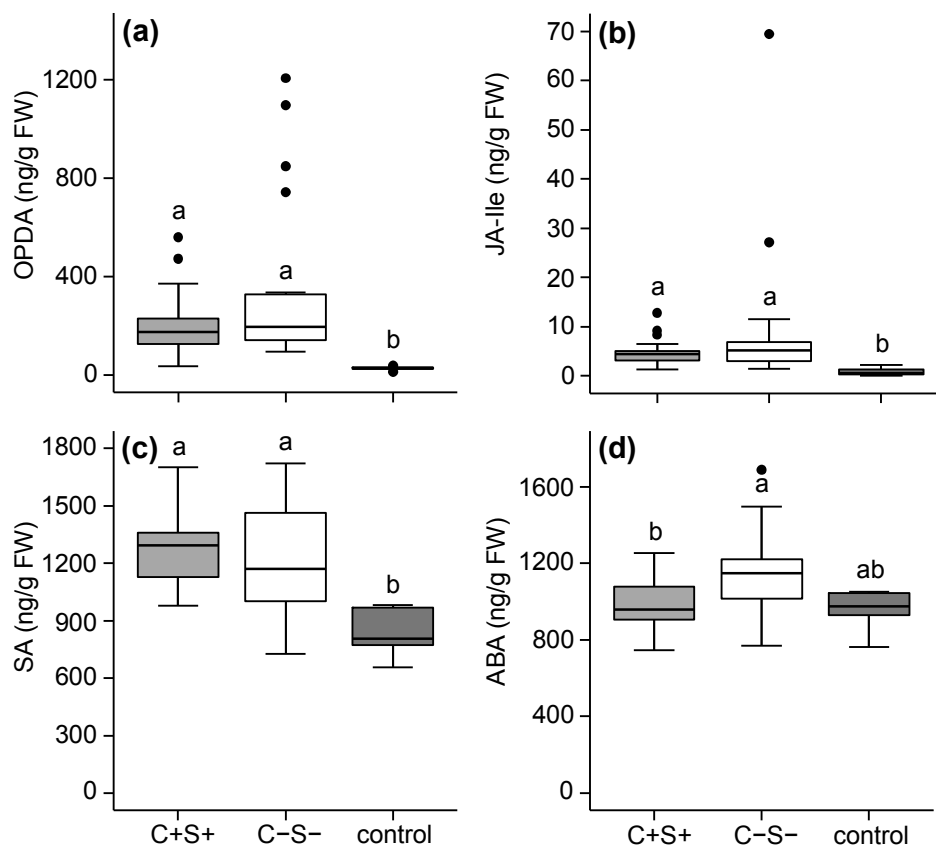 (a)
OPDA (ng/g FW)
1200
800
400
0
a
a
b
(b)
JA-Ile (ng/g FW)
70
60
50
40
30
20
10
0
a
a
b
(c)
SA (ng/g FW)
1800
1500
1200
900
600
300
0
a
a
b
C+S+
C−S−
control
(d)
ABA (ng/g FW)
1600
1200
800
400
0
b
a
ab
C+S+
C−S−
control